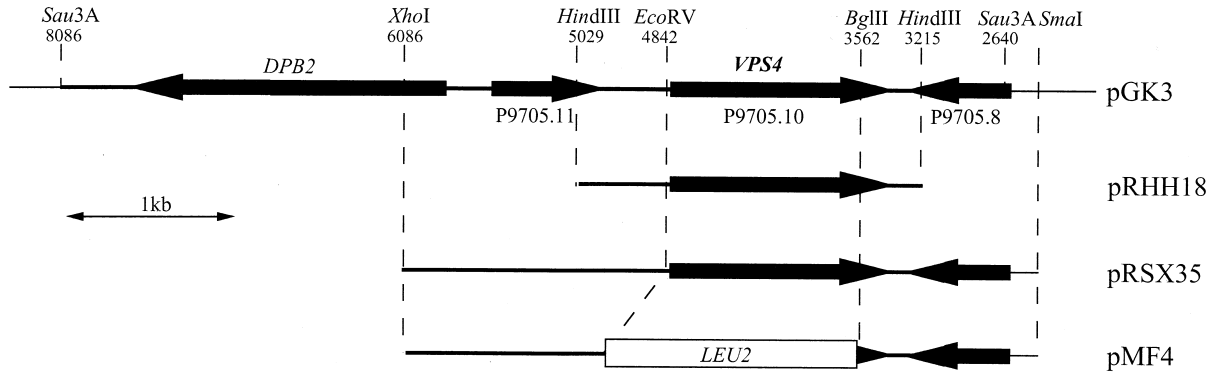 Sau3A XhoI HindIII EcoRV BglII HindIII Sau3A SmaI
8086 6086 5029 4842 3562 3215 2640
DPB2 VPS4
pGK3
P9705.11 P9705.10 P9705.8
pRHH18
1kb
pRSX35
LEU2 pMF4